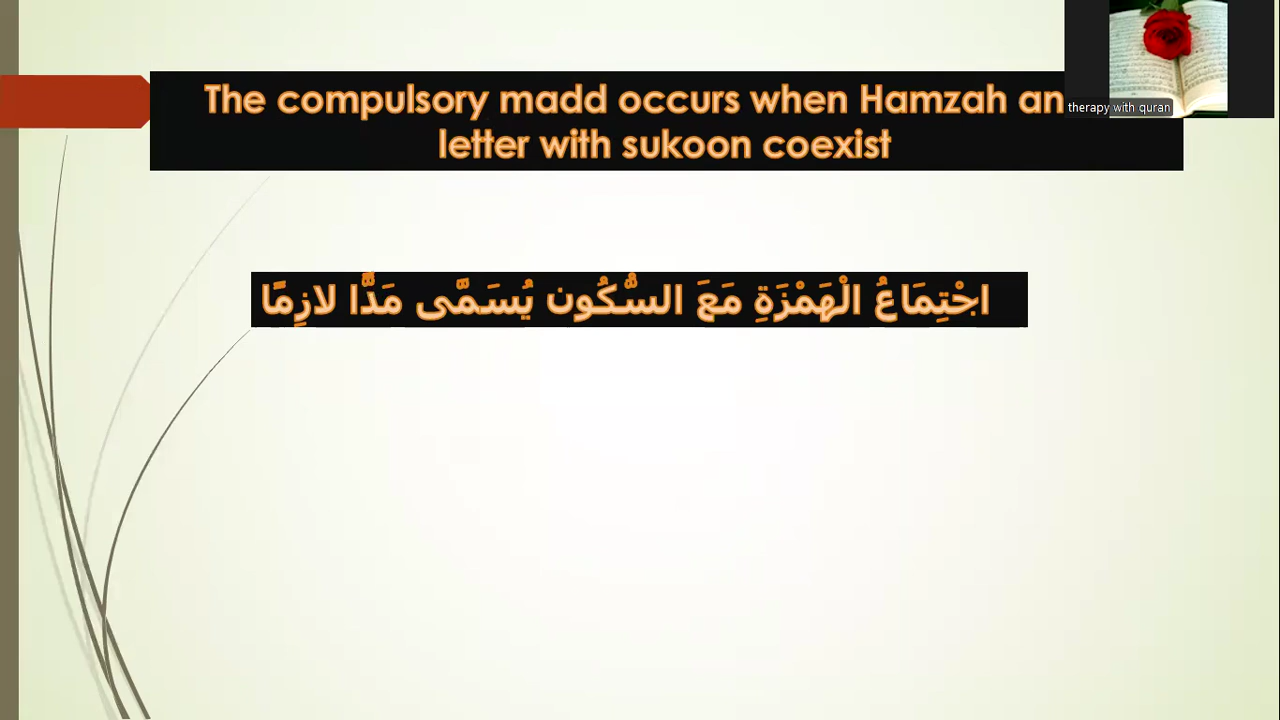 The compulsory madd occurs when Hamzah an
letter with sukoon coexist
therapy with quran
اجْتِمَاعُ الْهَمْزَةِ مَعَ السُّكُون يُسَمَّى مَدًّا لازِمًا